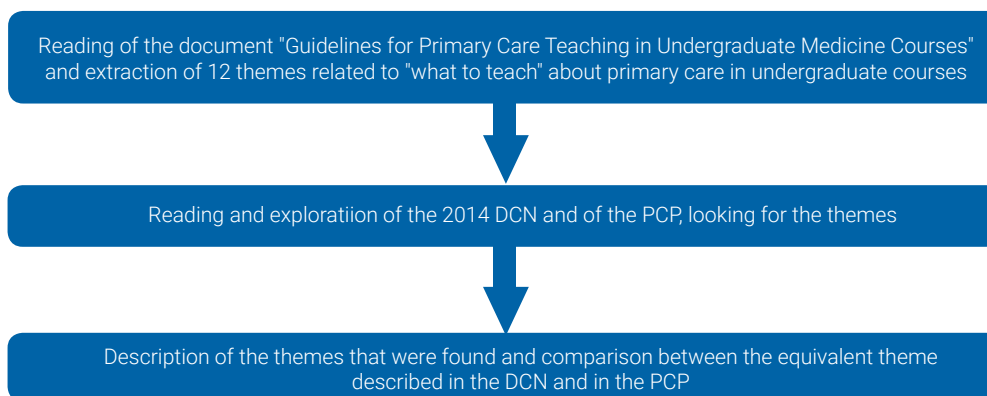 Reading of the document "Guidelines for Primary Care Teaching in Undergraduate Medicine Courses"
and extraction of 12 themes related to "what to teach" about primary care in undergraduate courses
Reading and exploratiion of the 2014 DCN and of the PCP, looking for the themes
Description of the themes that were found and comparison between the equivalent theme
described in the DCN and in the PCP